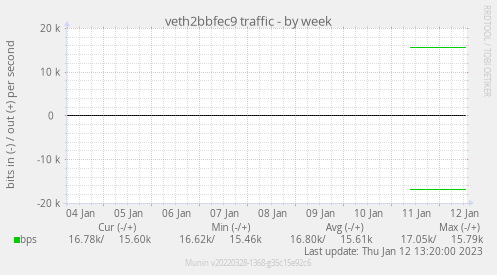 veth2bbfec9 traffic - by week
RRDTOOL / TOBI OETIKER
bits in (-) / out (+) per second
20 k
10 k
0
-10 k
-20 k
04 Jan 05 Jan 06 Jan 07 Jan 08 Jan 09 Jan 10 Jan 11 Jan 12 Jan
Cur (-/+) Min (-/+) Avg (-/+) Max (-/+)
bps 16.78k/ 15.60k 16.62k/ 15.46k 16.80k/ 15.61k 17.05k/ 15.79k
Last update: Thu Jan 12 13:20:00 2023
Munin v20220328-1368-g35c15e92c6